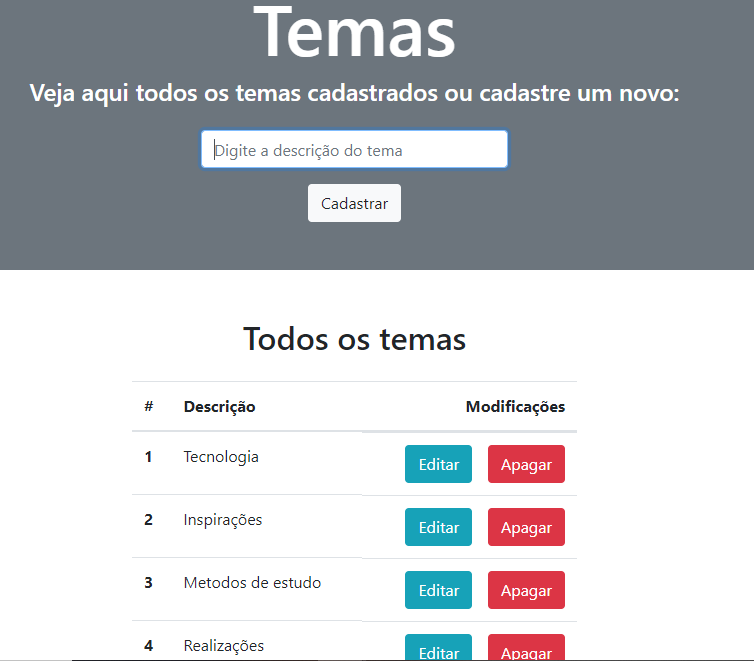 Temas
Veja aqui todos os temas cadastrados ou cadastre um novo:
Digite a descrição do tema
Cadastrar
Todos os temas
# Descrição Modificações
1 Tecnologia Editar Apagar
2 Inspirações Editar Apagar
3 Metodos de estudo Editar Apagar
4 Realizações Editar Apagar